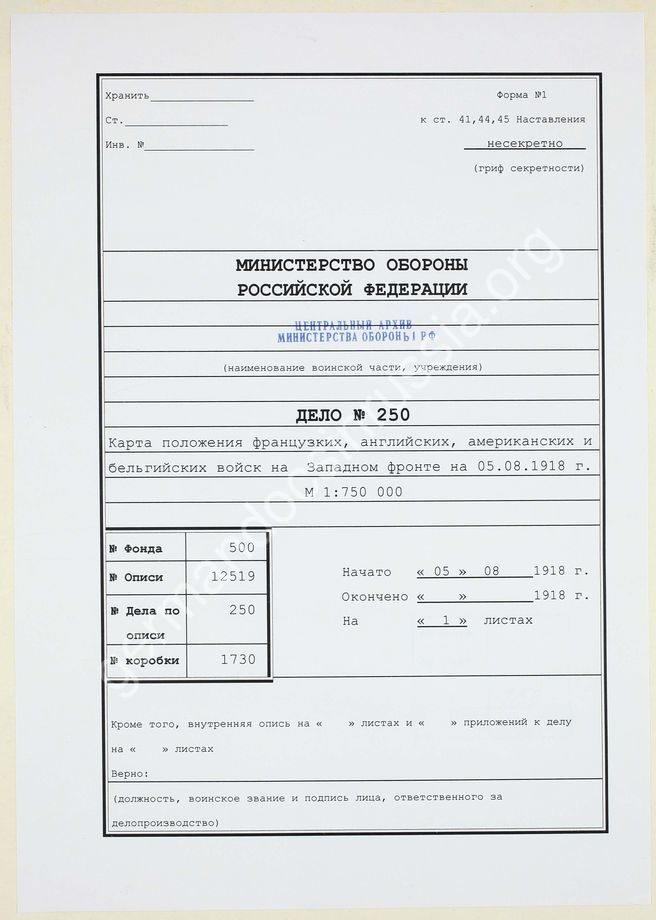 Хранить
Форма №1
Ст.
к ст. 41,44,45 Наставления
Инв. №
несекретно
(гриф секретности)
МИНИСТЕРСТВО ОБОРОНЫ
РОССИЙСКОЙ ФЕДЕРАЦИИ
ЦЕНТРАЛЬНЫЙ АРХИВ
МИНИСТЕРСТВА ОБОРОНЫ РФ
(наименование воинской части, учреждения)
ДЕЛО № 250
Карта положения французких, английских, американских и
бельгийских войск на Западном фронте на 05.08.1918 г.
М 1:750 000
№ Фонда 500
№ Описи 12519
№ Дела по описи 250
№ коробки 1730
Начато « 05 » 08 1918 г.
Окончено « » 1918 г.
На « 1 » листах
Кроме того, внутренняя опись на « » листах и « » приложений к делу
на « » листах
Верно:
(должность, воинское звание и подпись лица, ответственного за
делопроизводство)
germandocsinrussia.org